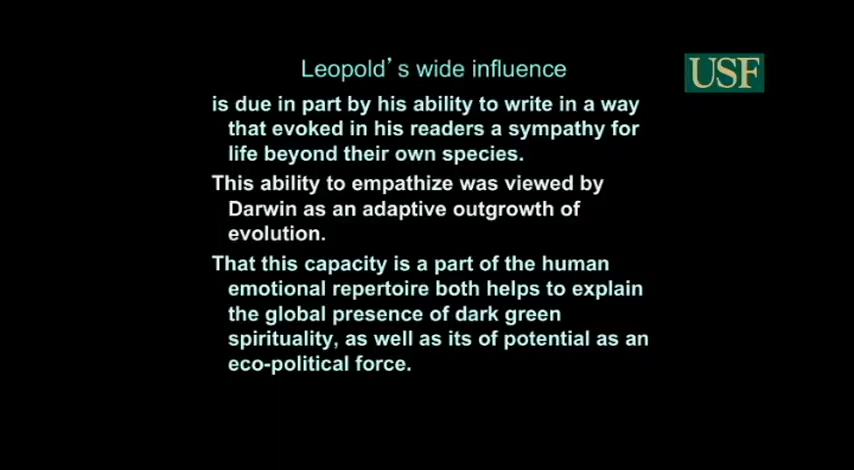 Leopold's wide influence
USF
is due in part by his ability to write in a way
that evoked in his readers a sympathy for
life beyond their own species.
This ability to empathize was viewed by
Darwin as an adaptive outgrowth of
evolution.
That this capacity is a part of the human
emotional repertoire both helps to explain
the global presence of dark green
spirituality, as well as its of potential as an
eco-political force.